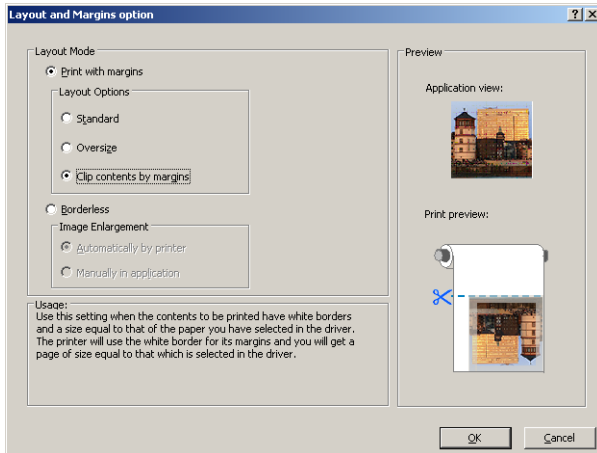 Layout and Margins option
Layout Mode
Print with margins
Layout Options
Standard
Oversize
Clip contents by margins
Borderless
Image Enlargement
Automatically by printer
Manually in application
Usage:
Use this setting when the contents to be printed have white borders
and a size equal to that of the paper you have selected in the driver.
The printer will use the white border for its margins and you will get a
page of size equal to that which is selected in the driver.
Preview
Application view:
Print preview:
OK
Cancel